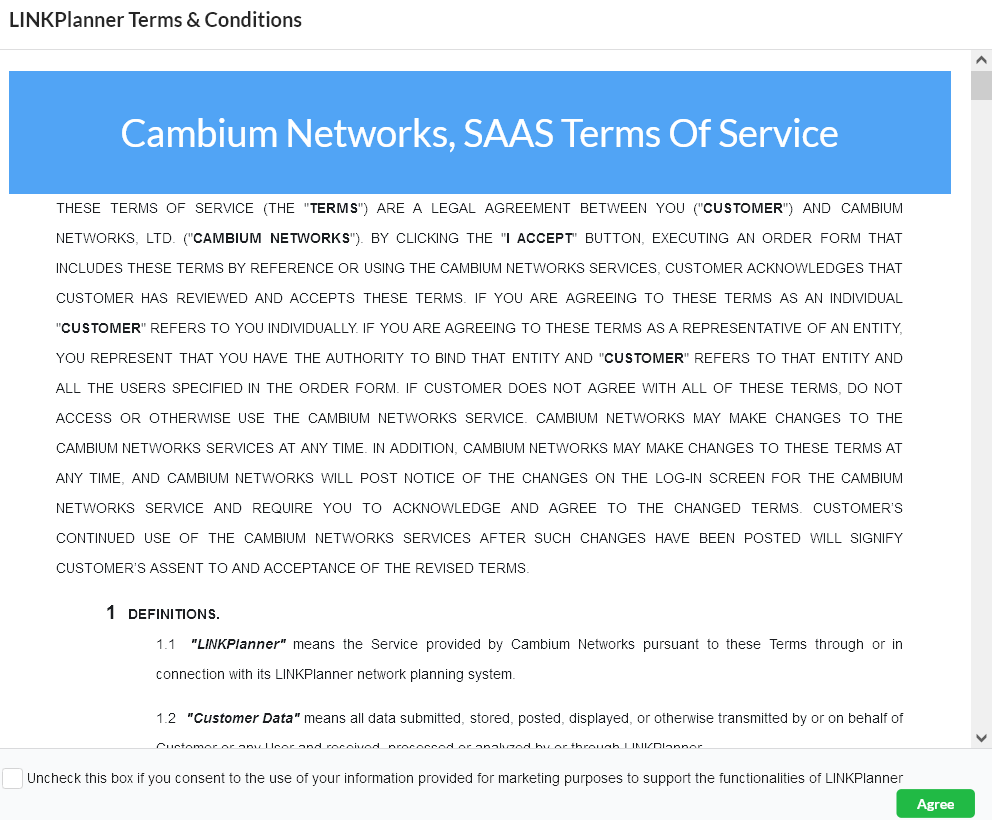 LINKPlanner Terms & Conditions
Cambium Networks, SAAS Terms Of Service
THESE TERMS OF SERVICE (THE "TERMS") ARE A LEGAL AGREEMENT BETWEEN YOU ("CUSTOMER") AND CAMBIUM
NETWORKS, LTD. ("CAMBIUM NETWORKS"). BY CLICKING THE "I ACCEPT" BUTTON, EXECUTING AN ORDER FORM THAT
INCLUDES THESE TERMS BY REFERENCE OR USING THE CAMBIUM NETWORKS SERVICES, CUSTOMER ACKNOWLEDGES THAT
CUSTOMER HAS REVIEWED AND ACCEPTS THESE TERMS. IF YOU ARE AGREEING TO THESE TERMS AS AN INDIVIDUAL
"CUSTOMER" REFERS TO YOU INDIVIDUALLY. IF YOU ARE AGREEING TO THESE TERMS AS A REPRESENTATIVE OF AN ENTITY,
YOU REPRESENT THAT YOU HAVE THE AUTHORITY TO BIND THAT ENTITY AND "CUSTOMER" REFERS TO THAT ENTITY AND
ALL THE USERS SPECIFIED IN THE ORDER FORM. IF CUSTOMER DOES NOT AGREE WITH ALL OF THESE TERMS, DO NOT
ACCESS OR OTHERWISE USE THE CAMBIUM NETWORKS SERVICE. CAMBIUM NETWORKS MAY MAKE CHANGES TO THE
CAMBIUM NETWORKS SERVICES AT ANY TIME. IN ADDITION, CAMBIUM NETWORKS MAY MAKE CHANGES TO THESE TERMS AT
ANY TIME, AND CAMBIUM NETWORKS WILL POST NOTICE OF THE CHANGES ON THE LOG-IN SCREEN FOR THE CAMBIUM
NETWORKS SERVICE AND REQUIRE YOU TO ACKNOWLEDGE AND AGREE TO THE CHANGED TERMS. CUSTOMER'S
CONTINUED USE OF THE CAMBIUM NETWORKS SERVICES AFTER SUCH CHANGES HAVE BEEN POSTED WILL SIGNIFY
CUSTOMER'S ASSENT TO AND ACCEPTANCE OF THE REVISED TERMS.
1 DEFINITIONS.
1.1 "LINKPlanner" means the Service provided by Cambium Networks pursuant to these Terms through or in
connection with its LINKPlanner network planning system.
1.2 "Customer Data" means all data submitted, stored, posted, displayed, or otherwise transmitted by or on behalf of
Customer or any User and received, processed or analyzed by or through LINKPlanner.
Uncheck this box if you consent to the use of your information provided for marketing purposes to support the functionalities of LINKPlanner
Agree